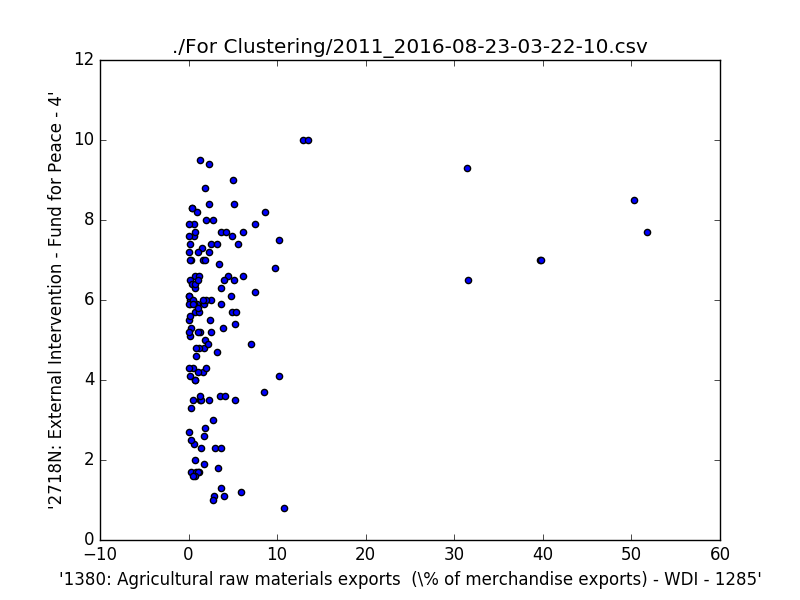 ./For Clustering/2011_2016-08-23-03-22-10.csv
'2718N: External Intervention - Fund for Peace - 4'
12
10
8
6
4
2
0
−10 0 10 20 30 40 50 60
'1380: Agricultural raw materials exports  (\% of merchandise exports) - WDI - 1285'